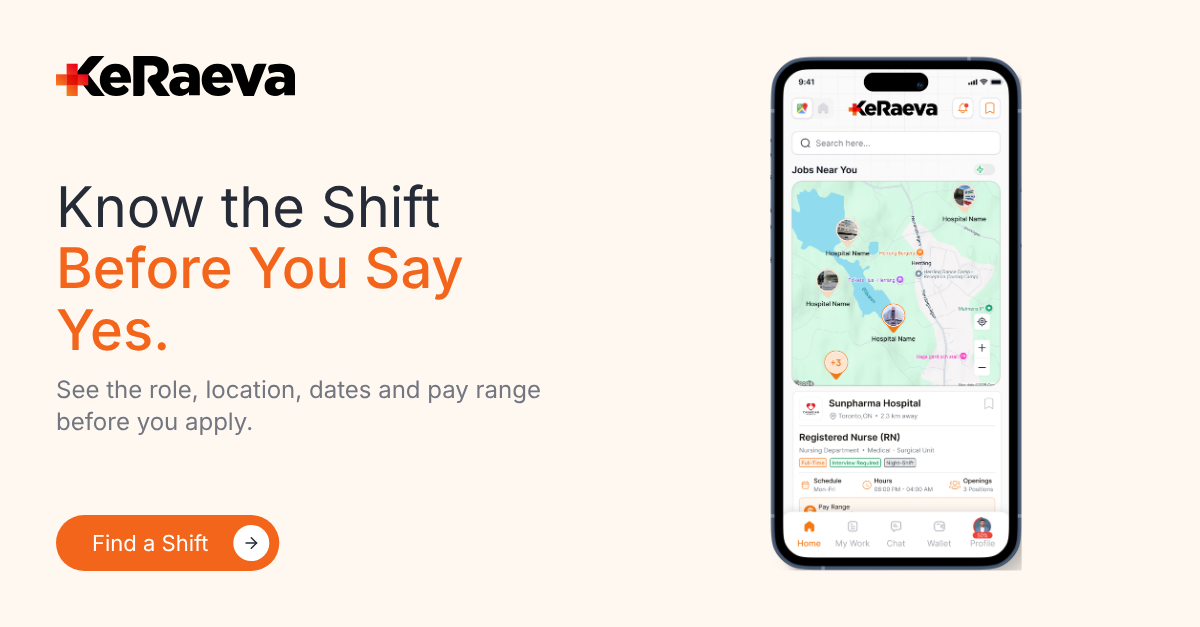 KeRaeva
Know the Shift
Before You Say
Yes.
See the role, location, dates and pay range
before you apply.
Find a Shift
9:41
KeRaeva
Search here...
Jobs Near You
Hospital Name
Hospital Name
Herrang
Hospital Name
Hospital Name
+3
Google
Sunpharma Hospital
Toronto,ON • 2.3 km away
Registered Nurse (RN)
Nursing Department • Medical - Surgical Unit
Full-Time Interview Required Night-Shift
Schedule Hours Openings
Mon-Fri 08:00 PM - 04:00 AM 3 Positions
Pay Range
Home My Work Chat Wallet Profile